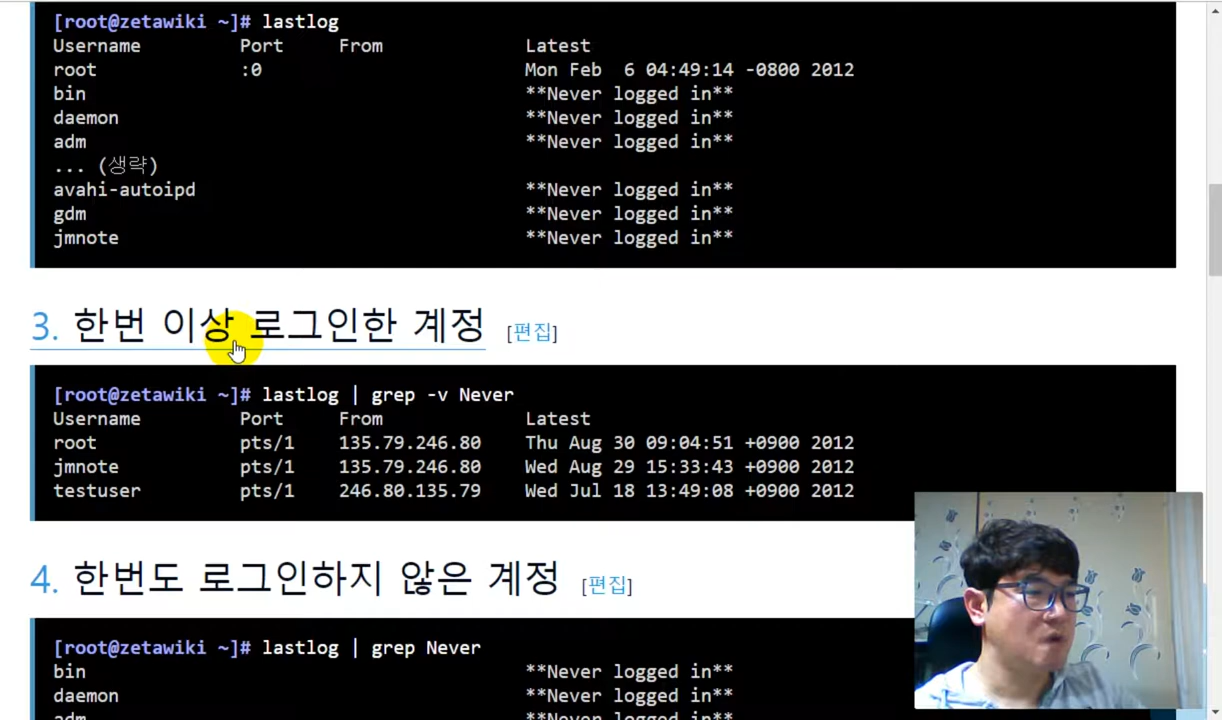 [root@zetawiki ~]# lastlog
Username Port From Latest
root :0 Mon Feb 6 04:49:14 -0800 2012
bin **Never logged in**
daemon **Never logged in**
adm **Never logged in**
... (생략)
avahi-autoipd **Never logged in**
gdm **Never logged in**
jmnote **Never logged in**
3. 한번 이상 로그인한 계정 [편집]
[root@zetawiki ~]# lastlog | grep -v Never
Username Port From Latest
root pts/1 135.79.246.80 Thu Aug 30 09:04:51 +0900 2012
jmnote pts/1 135.79.246.80 Wed Aug 29 15:33:43 +0900 2012
testuser pts/1 246.80.135.79 Wed Jul 18 13:49:08 +0900 2012
4. 한번도 로그인하지 않은 계정 [편집]
[root@zetawiki ~]# lastlog | grep Never
bin **Never logged in**
daemon **Never logged in**
adm **Never logged in**